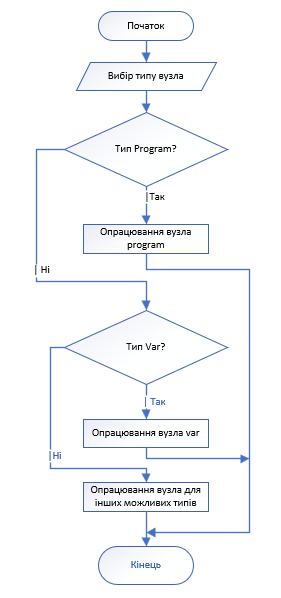 Початок
Вибір типу вузла
Тип Program?
Так
Опрацювання вузла
program
Ні
Тип Var?
Так
Опрацювання вузла var
Ні
Опрацювання вузла для
інших можливих типів
Кінець